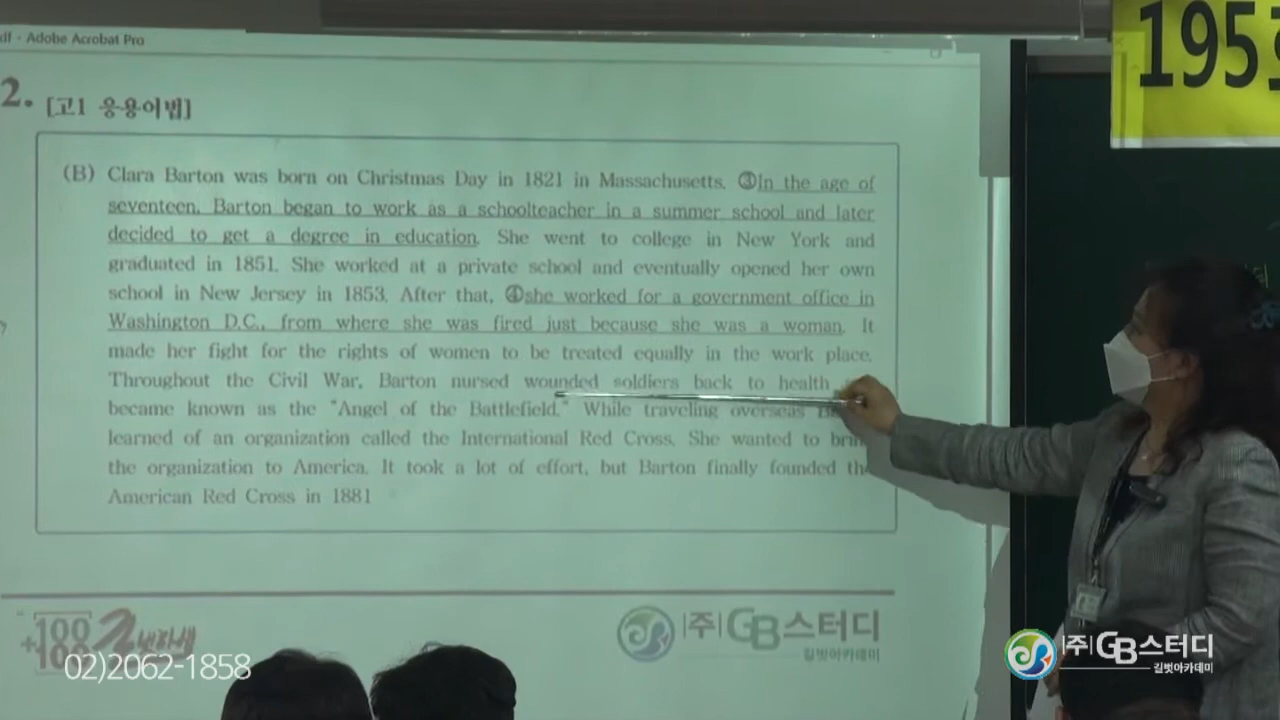 df - Adobe Acrobat Pro
195
2. [고1 응용어법]
(B) Clara Barton was born on Christmas Day in 1821 in Massachusetts. ③In the age of
seventeen, Barton began to work as a schoolteacher in a summer school and later
decided to get a degree in education. She went to college in New York and
graduated in 1851. She worked at a private school and eventually opened her own
school in New Jersey in 1853. After that, ④she worked for a government office in
Washington D.C., from where she was fired just because she was a woman. It
made her fight for the rights of women to be treated equally in the work place.
Throughout the Civil War, Barton nursed wounded soldiers back to health
became known as the "Angel of the Battlefield." While traveling overseas
learned of an organization called the International Red Cross. She wanted to
the organization to America. It took a lot of effort, but Barton finally founded
American Red Cross in 1881
+188
168
02)2062-1858
(주)GB스터디
길벗아카데미
(주)GB스터디
길벗아카데미